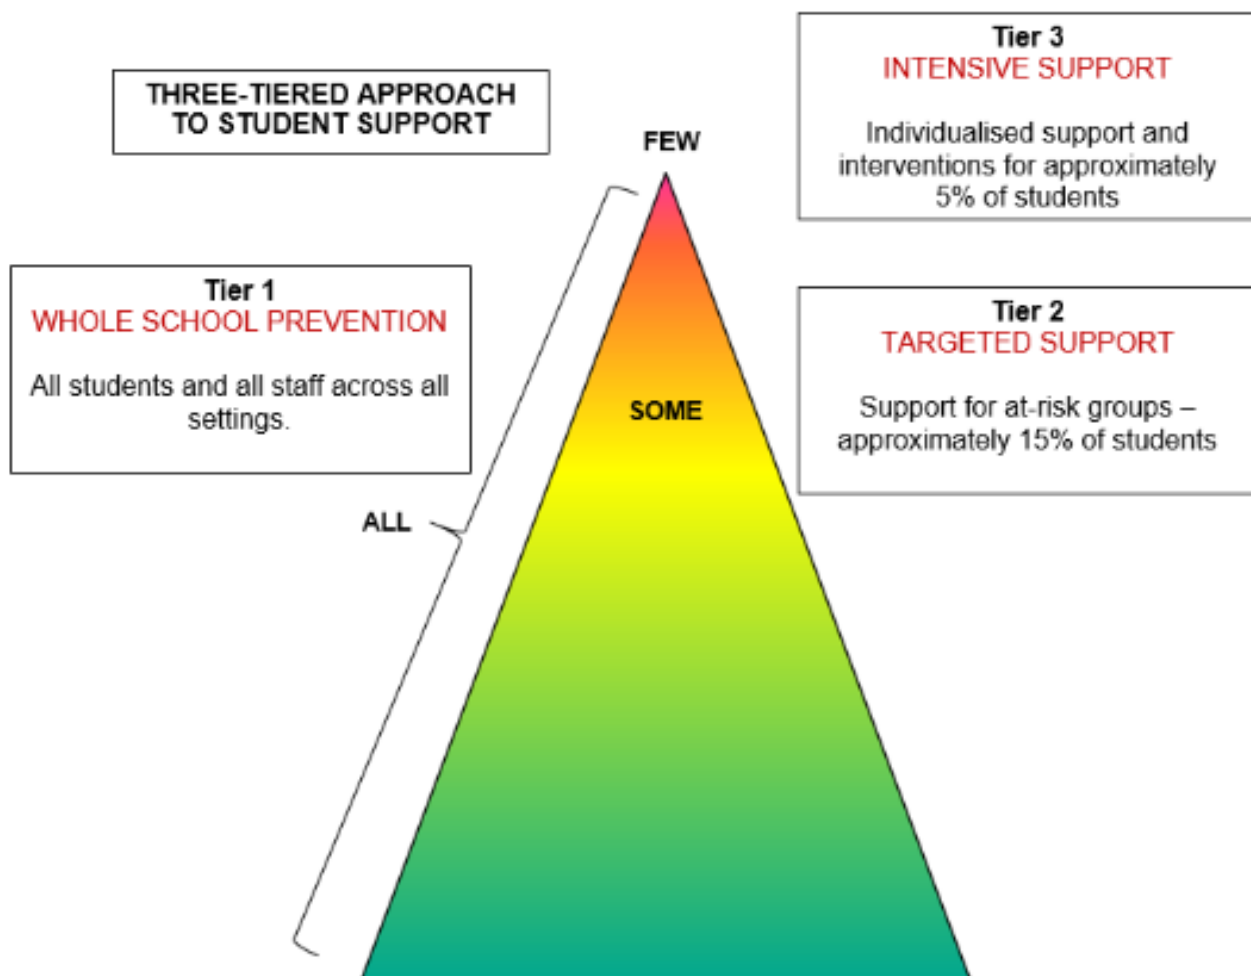 THREE-TIERED APPROACH
TO STUDENT SUPPORT
Tier 3
INTENSIVE SUPPORT
Individualised support and
interventions for approximately
5% of students
FEW
Tier 1
WHOLE SCHOOL PREVENTION
All students and all staff across all
settings.
Tier 2
TARGETED SUPPORT
Support for at-risk groups –
approximately 15% of students
SOME
ALL